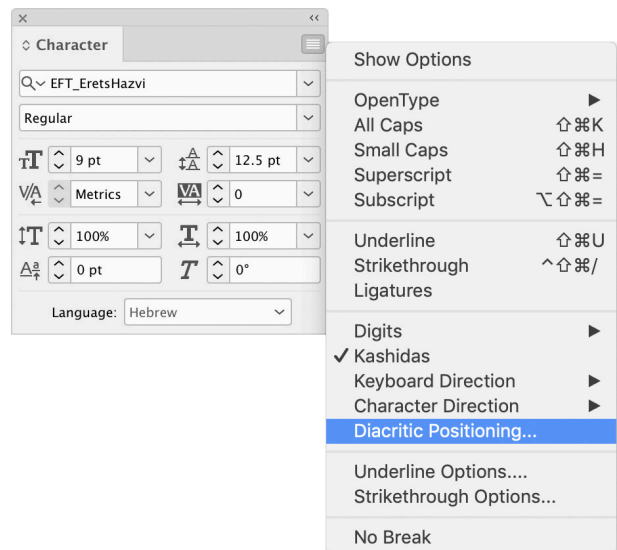 Character
EFT_EretsHazvi
Regular
9 pt
12.5 pt
Metrics
0
100%
100%
0 pt
0°
Language: Hebrew
Show Options
OpenType ▶
All Caps ⇧⌘K
Small Caps ⇧⌘H
Superscript ⇧⌘=
Subscript ⌥⇧⌘=
Underline ⇧⌘U
Strikethrough ^⇧⌘/
Ligatures
Digits ▶
✓ Kashidas
Keyboard Direction ▶
Character Direction ▶
Diacritic Positioning...
Underline Options....
Strikethrough Options...
No Break